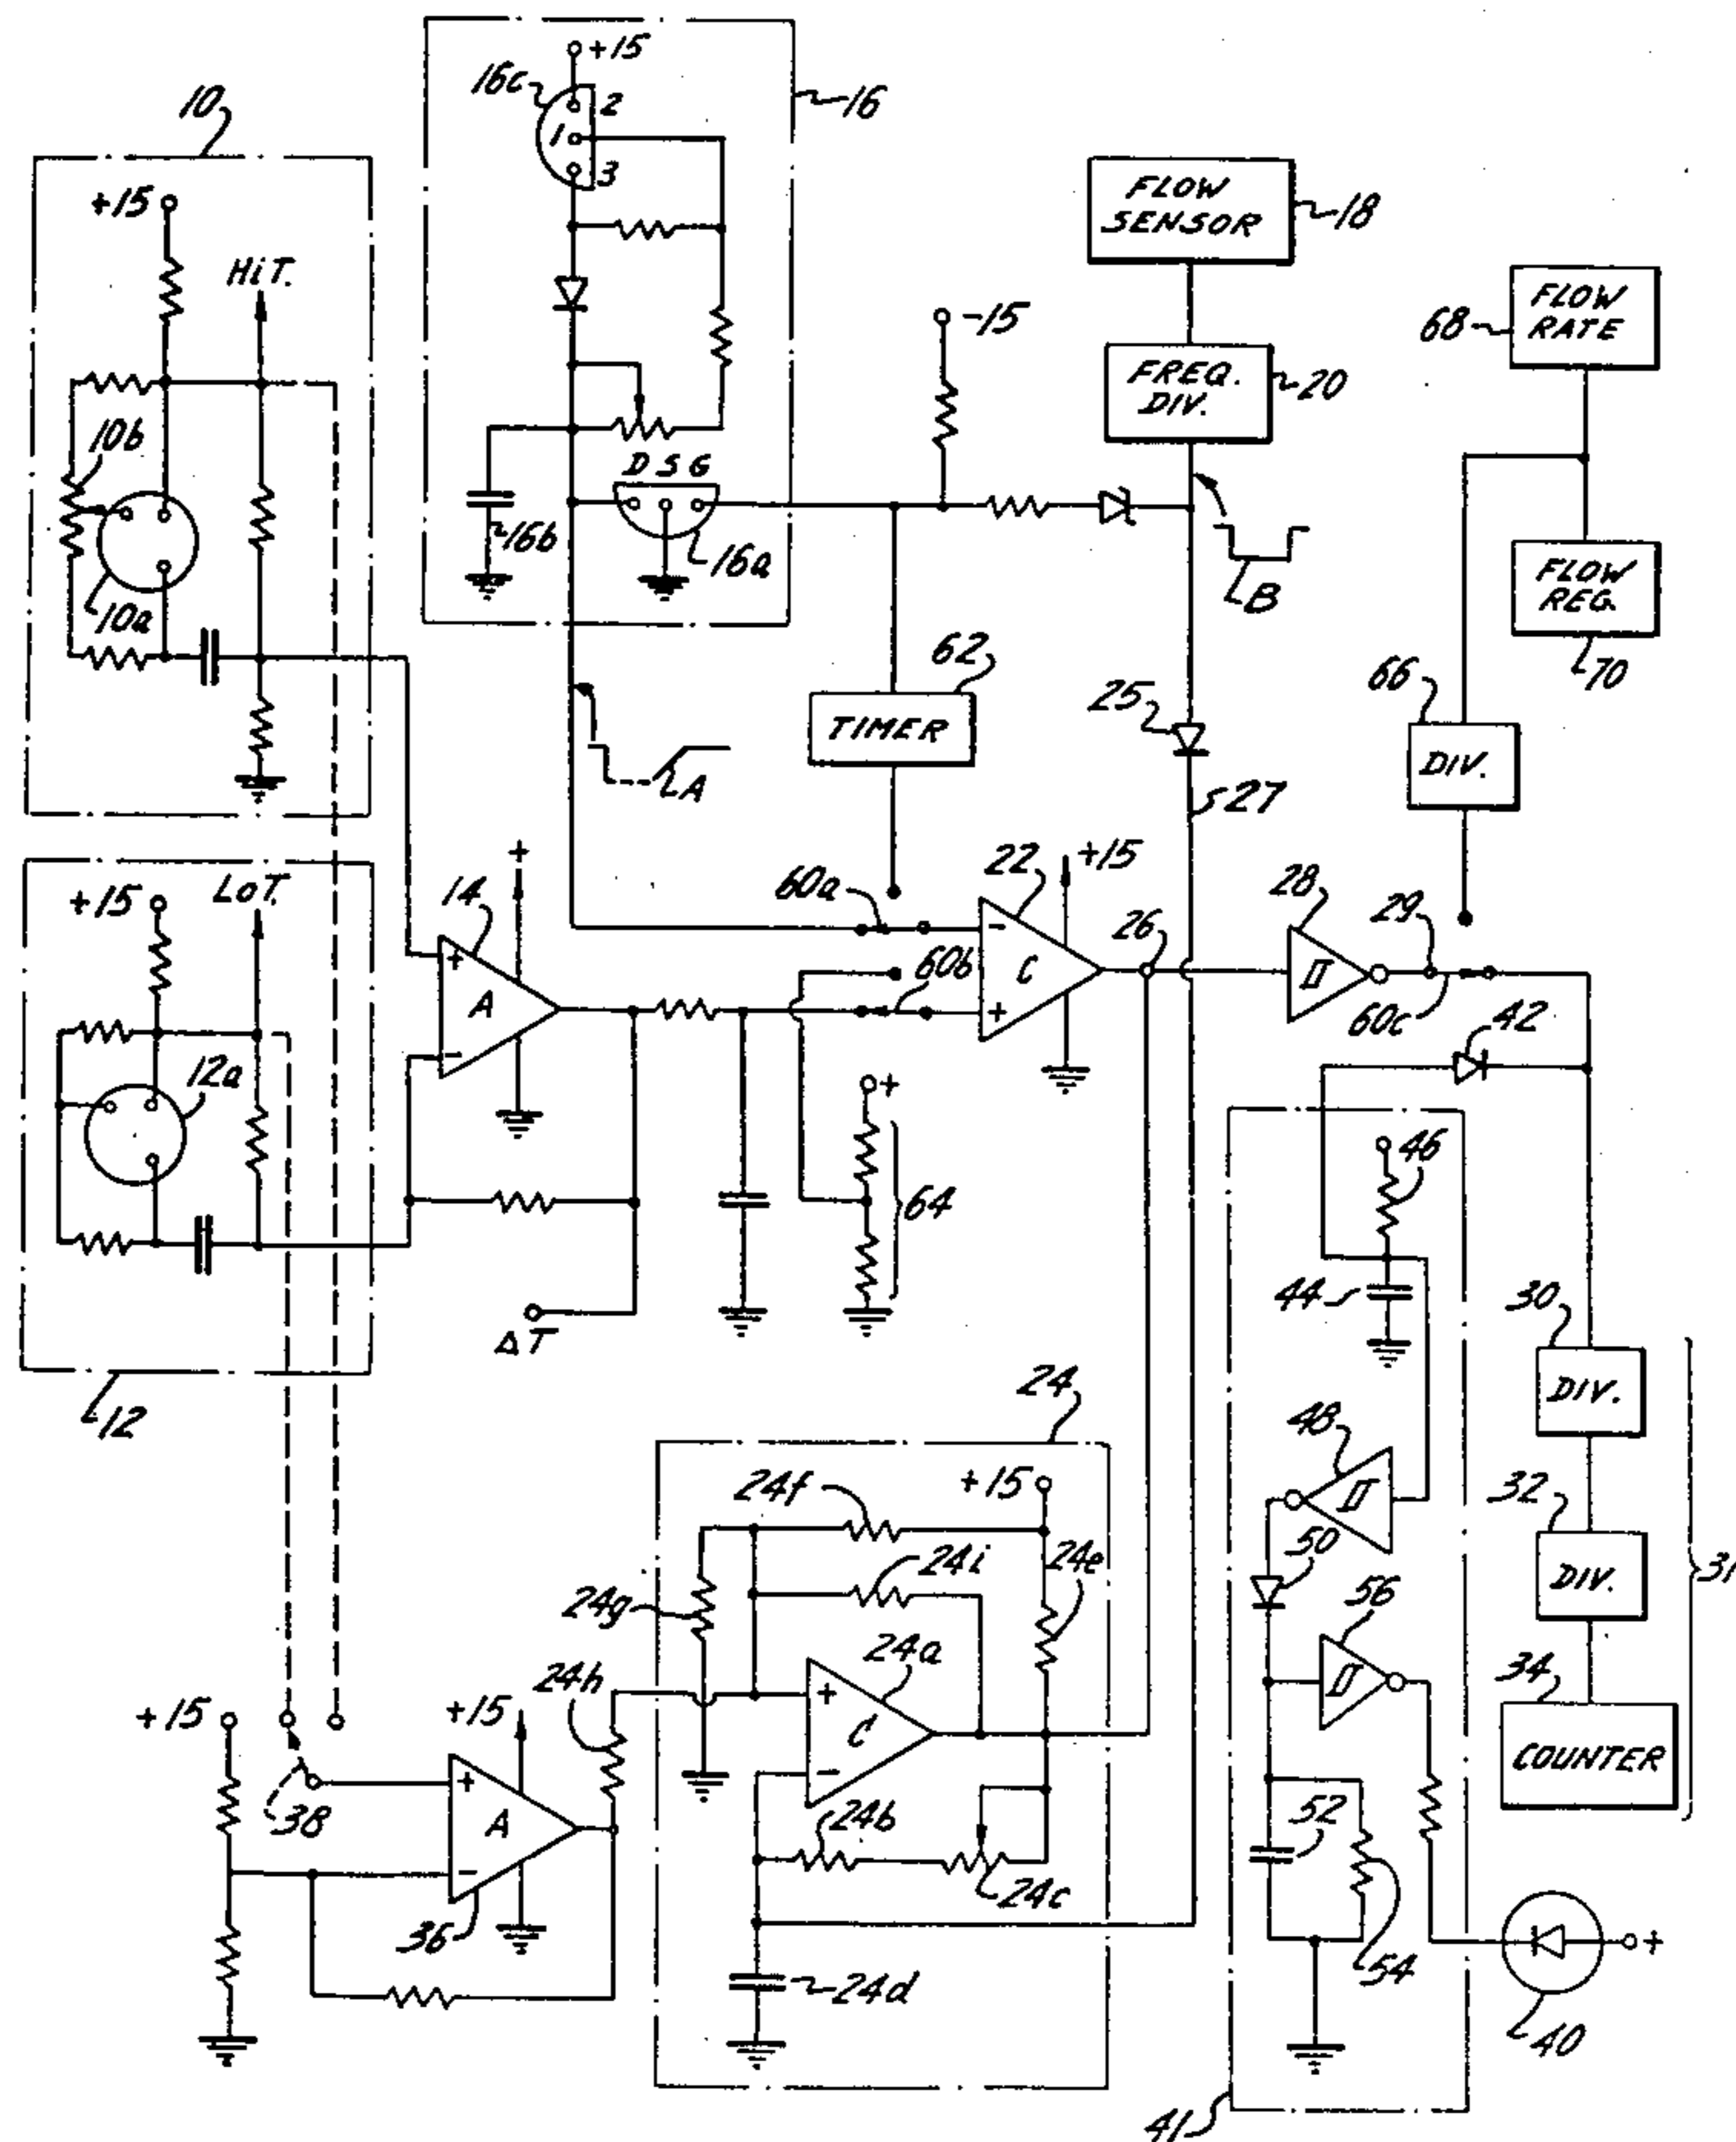 +15
16c
2
1
3
16
10
+15
HiT.
FLOW
SENSOR
18
-15
FLOW
RATE
68
FREQ.
DIV.
20
10b
D S G
16b
16a
10a
B
FLOW
REG.
70
62
66
25
TIMER
DIV.
A
27
+15
LoT.
+
14
60a
22
+15
28
29
26
+
A
-
60b
-
C
+
60c
42
12a
+
64
46
44
30
ΔT
DIV.
12
24
48
24f
+15
32
50
24i
24e
31
DIV.
24g
56
24a
34
24h
+15
+15
+
C
-
COUNTER
38
+
A
-
24b
52
24c
36
54
+
24d
40
41